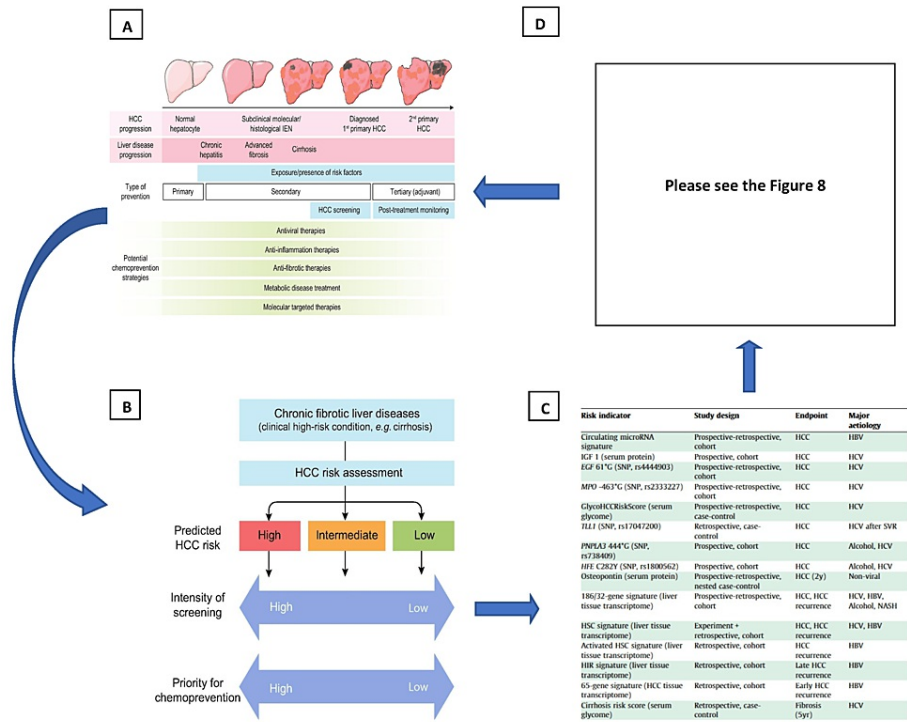 A
HCC progression
Normal hepatocyte
Subclinical molecular/ histological IEN
Diagnosed 1st primary HCC
2nd primary HCC
Liver disease progression
Chronic hepatitis
Advanced fibrosis
Cirrhosis
Exposure/presence of risk factors
Type of prevention
Primary
Secondary
Tertiary (adjuvant)
HCC screening
Post-treatment monitoring
Potential chemoprevention strategies
Antiviral therapies
Anti-inflammation therapies
Anti-fibrotic therapies
Metabolic disease treatment
Molecular targeted therapies
D
Please see the Figure 8
B
Chronic fibrotic liver diseases
(clinical high-risk condition, e.g. cirrhosis)
HCC risk assessment
Predicted HCC risk
High
Intermediate
Low
Intensity of screening
High
Low
Priority for chemoprevention
High
Low
C
Risk indicator Study design Endpoint Major aetiology
Circulating microRNA signature Prospective-retrospective, cohort HCC HBV
IGF 1 (serum protein) Prospective, cohort HCC HCV
EGF 61*G (SNP, rs4444903) Prospective-retrospective, cohort HCC HCV
MPO -463*G (SNP, rs2333227) Prospective-retrospective, cohort HCC HCV
GlycoHCCRiskScore (serum glycome) Prospective-retrospective, case-control HCC HCV
TLL1 (SNP, rs17047200) Retrospective, case-control HCC HCV after SVR
PNPLA3 444*G (SNP, rs738409) Prospective, cohort HCC Alcohol, HCV
HFE C282Y (SNP, rs1800562) Prospective, cohort HCC Alcohol, HCV
Osteopontin (serum protein) Prospective-retrospective, nested case-control HCC (2y) Non-viral
186/32-gene signature (liver tissue transcriptome) Prospective-retrospective, cohort HCC, HCC recurrence HCV, HBV, Alcohol, NASH
HSC signature (liver tissue transcriptome) Experiment + retrospective, cohort HCC, HCC recurrence HCV, HBV
Activated HSC signature (liver tissue transcriptome) Retrospective, cohort HCC recurrence HBV
HIR signature (liver tissue transcriptome) Retrospective, cohort Late HCC recurrence HBV
65-gene signature (HCC tissue transcriptome) Retrospective, cohort Early HCC recurrence HBV
Cirrhosis risk score (serum glycome) Retrospective, case-control Fibrosis (5yr) HCV